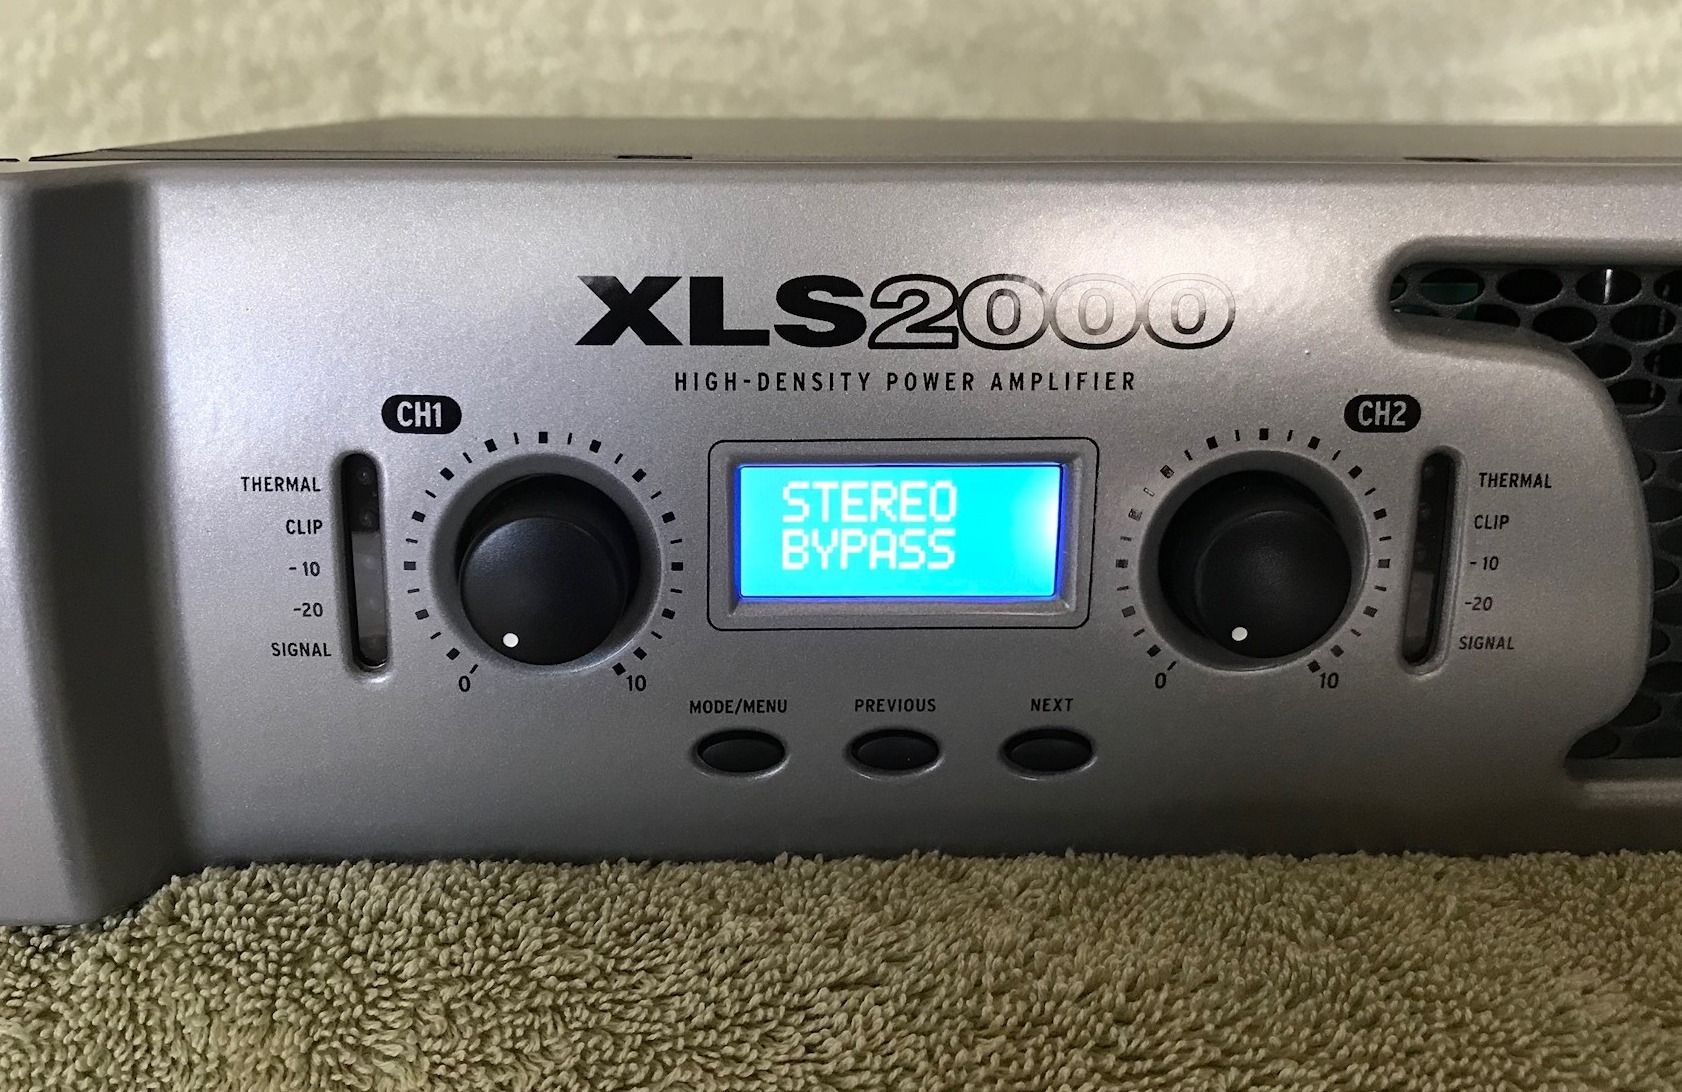 XLS2000
HIGH-DENSITY POWER AMPLIFIER
CH1
CH2
THERMAL
CLIP
-10
-20
SIGNAL
0
10
STEREO
BYPASS
0
10
THERMAL
CLIP
-10
-20
SIGNAL
MODE/MENU
PREVIOUS
NEXT